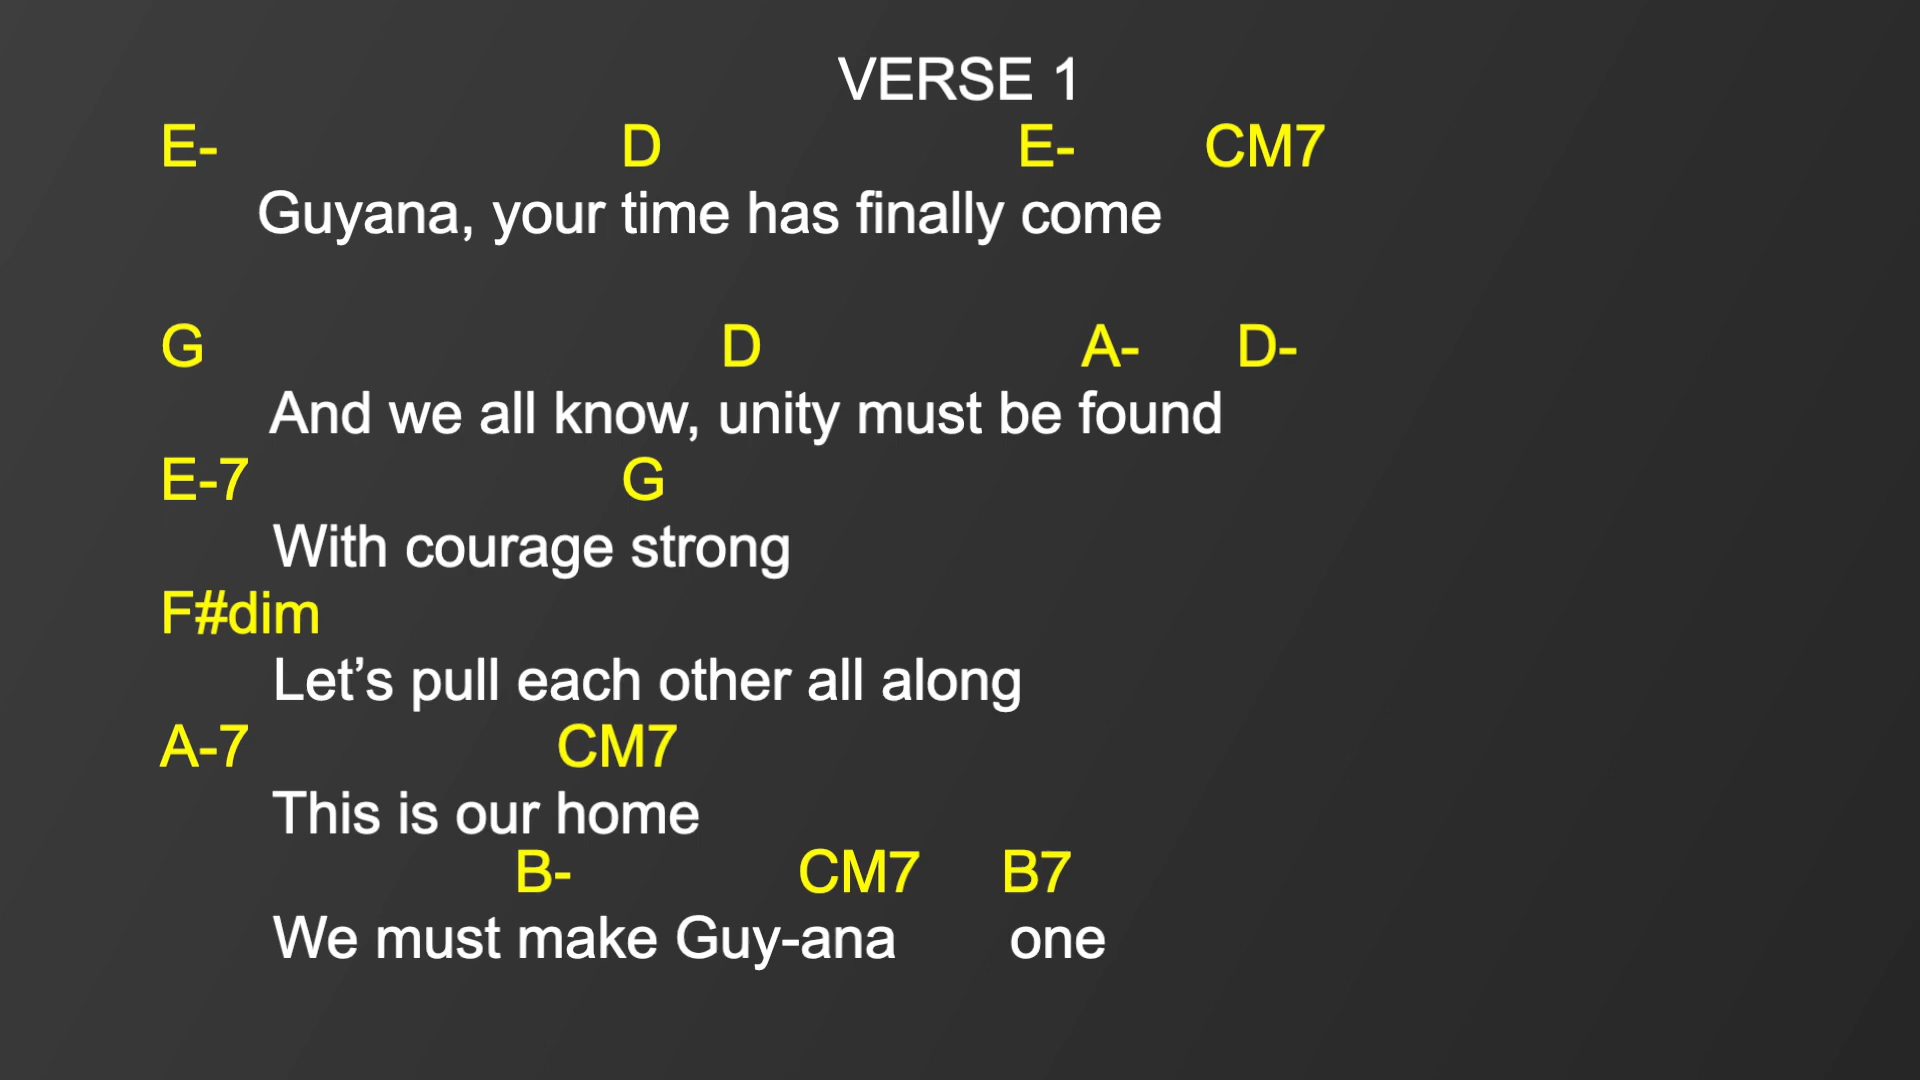 VERSE 1
E- D E- CM7
Guyana, your time has finally come
G D A- D-
And we all know, unity must be found
E-7 G
With courage strong
F#dim
Let’s pull each other all along
A-7 CM7
This is our home
B- CM7 B7
We must make Guy-ana one